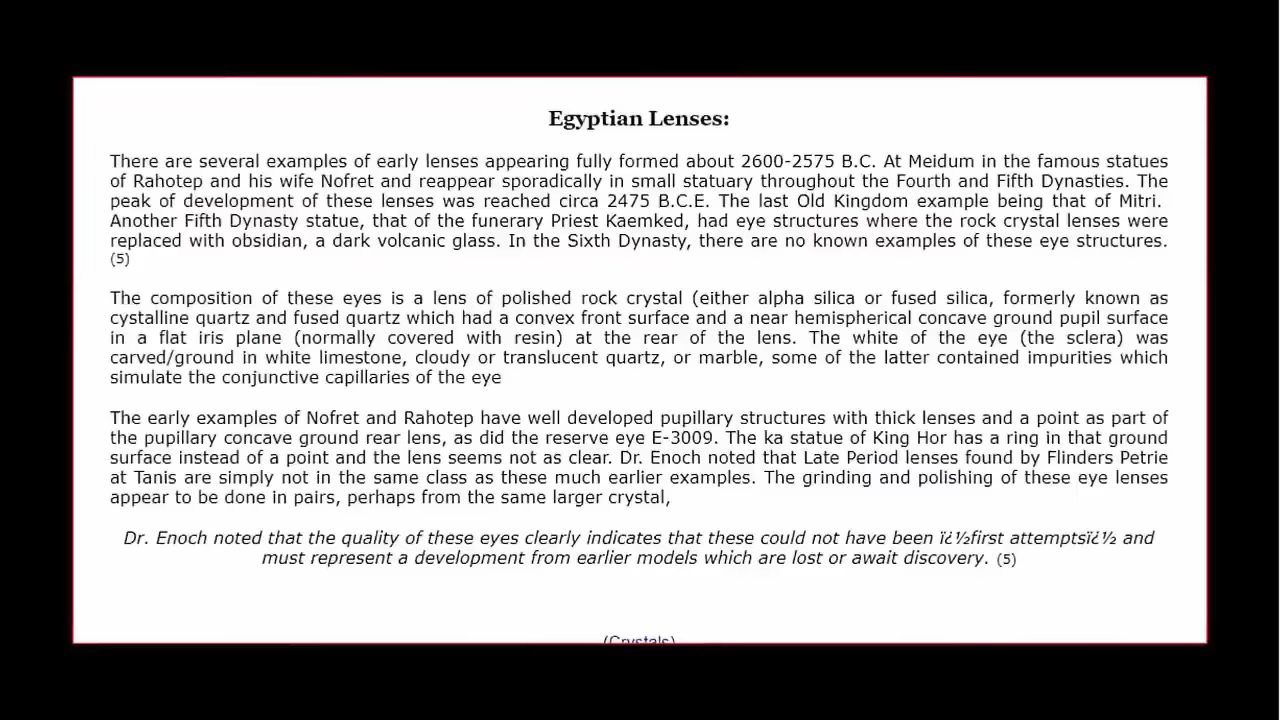 Egyptian Lenses:
There are several examples of early lenses appearing fully formed about 2600-2575 B.C. At Meidum in the famous statues
of Rahotep and his wife Nofret and reappear sporadically in small statuary throughout the Fourth and Fifth Dynasties. The
peak of development of these lenses was reached circa 2475 B.C.E. The last Old Kingdom example being that of Mitri.
Another Fifth Dynasty statue, that of the funerary Priest Kaemked, had eye structures where the rock crystal lenses were
replaced with obsidian, a dark volcanic glass. In the Sixth Dynasty, there are no known examples of these eye structures.
(5)
The composition of these eyes is a lens of polished rock crystal (either alpha silica or fused silica, formerly known as
cystalline quartz and fused quartz which had a convex front surface and a near hemispherical concave ground pupil surface
in a flat iris plane (normally covered with resin) at the rear of the lens. The white of the eye (the sclera) was
carved/ground in white limestone, cloudy or translucent quartz, or marble, some of the latter contained impurities which
simulate the conjunctive capillaries of the eye
The early examples of Nofret and Rahotep have well developed pupillary structures with thick lenses and a point as part of
the pupillary concave ground rear lens, as did the reserve eye E-3009. The ka statue of King Hor has a ring in that ground
surface instead of a point and the lens seems not as clear. Dr. Enoch noted that Late Period lenses found by Flinders Petrie
at Tanis are simply not in the same class as these much earlier examples. The grinding and polishing of these eye lenses
appear to be done in pairs, perhaps from the same larger crystal,
Dr. Enoch noted that the quality of these eyes clearly indicates that these could not have been ï¿½first attemptsï¿½ and
must represent a development from earlier models which are lost or await discovery. (5)
(Crystals)